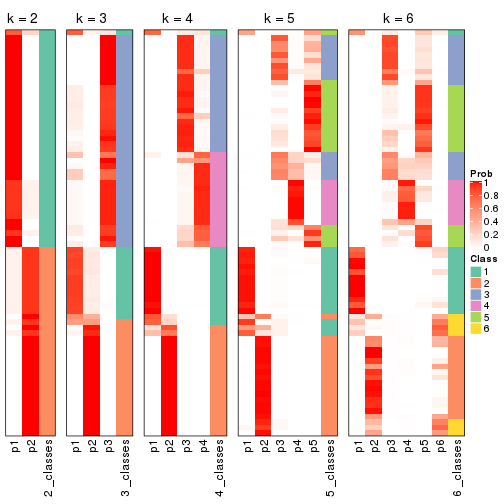 k = 2
k = 3
k = 4
k = 5
k = 6
Prob
1
0.8
0.6
0.4
0.2
0
Class
1
2
3
4
5
6
p1
p2
2_classes
p1
p2
p3
3_classes
p1
p2
p3
p4
4_classes
p1
p2
p3
p4
p5
5_classes
p1
p2
p3
p4
p5
p6
6_classes